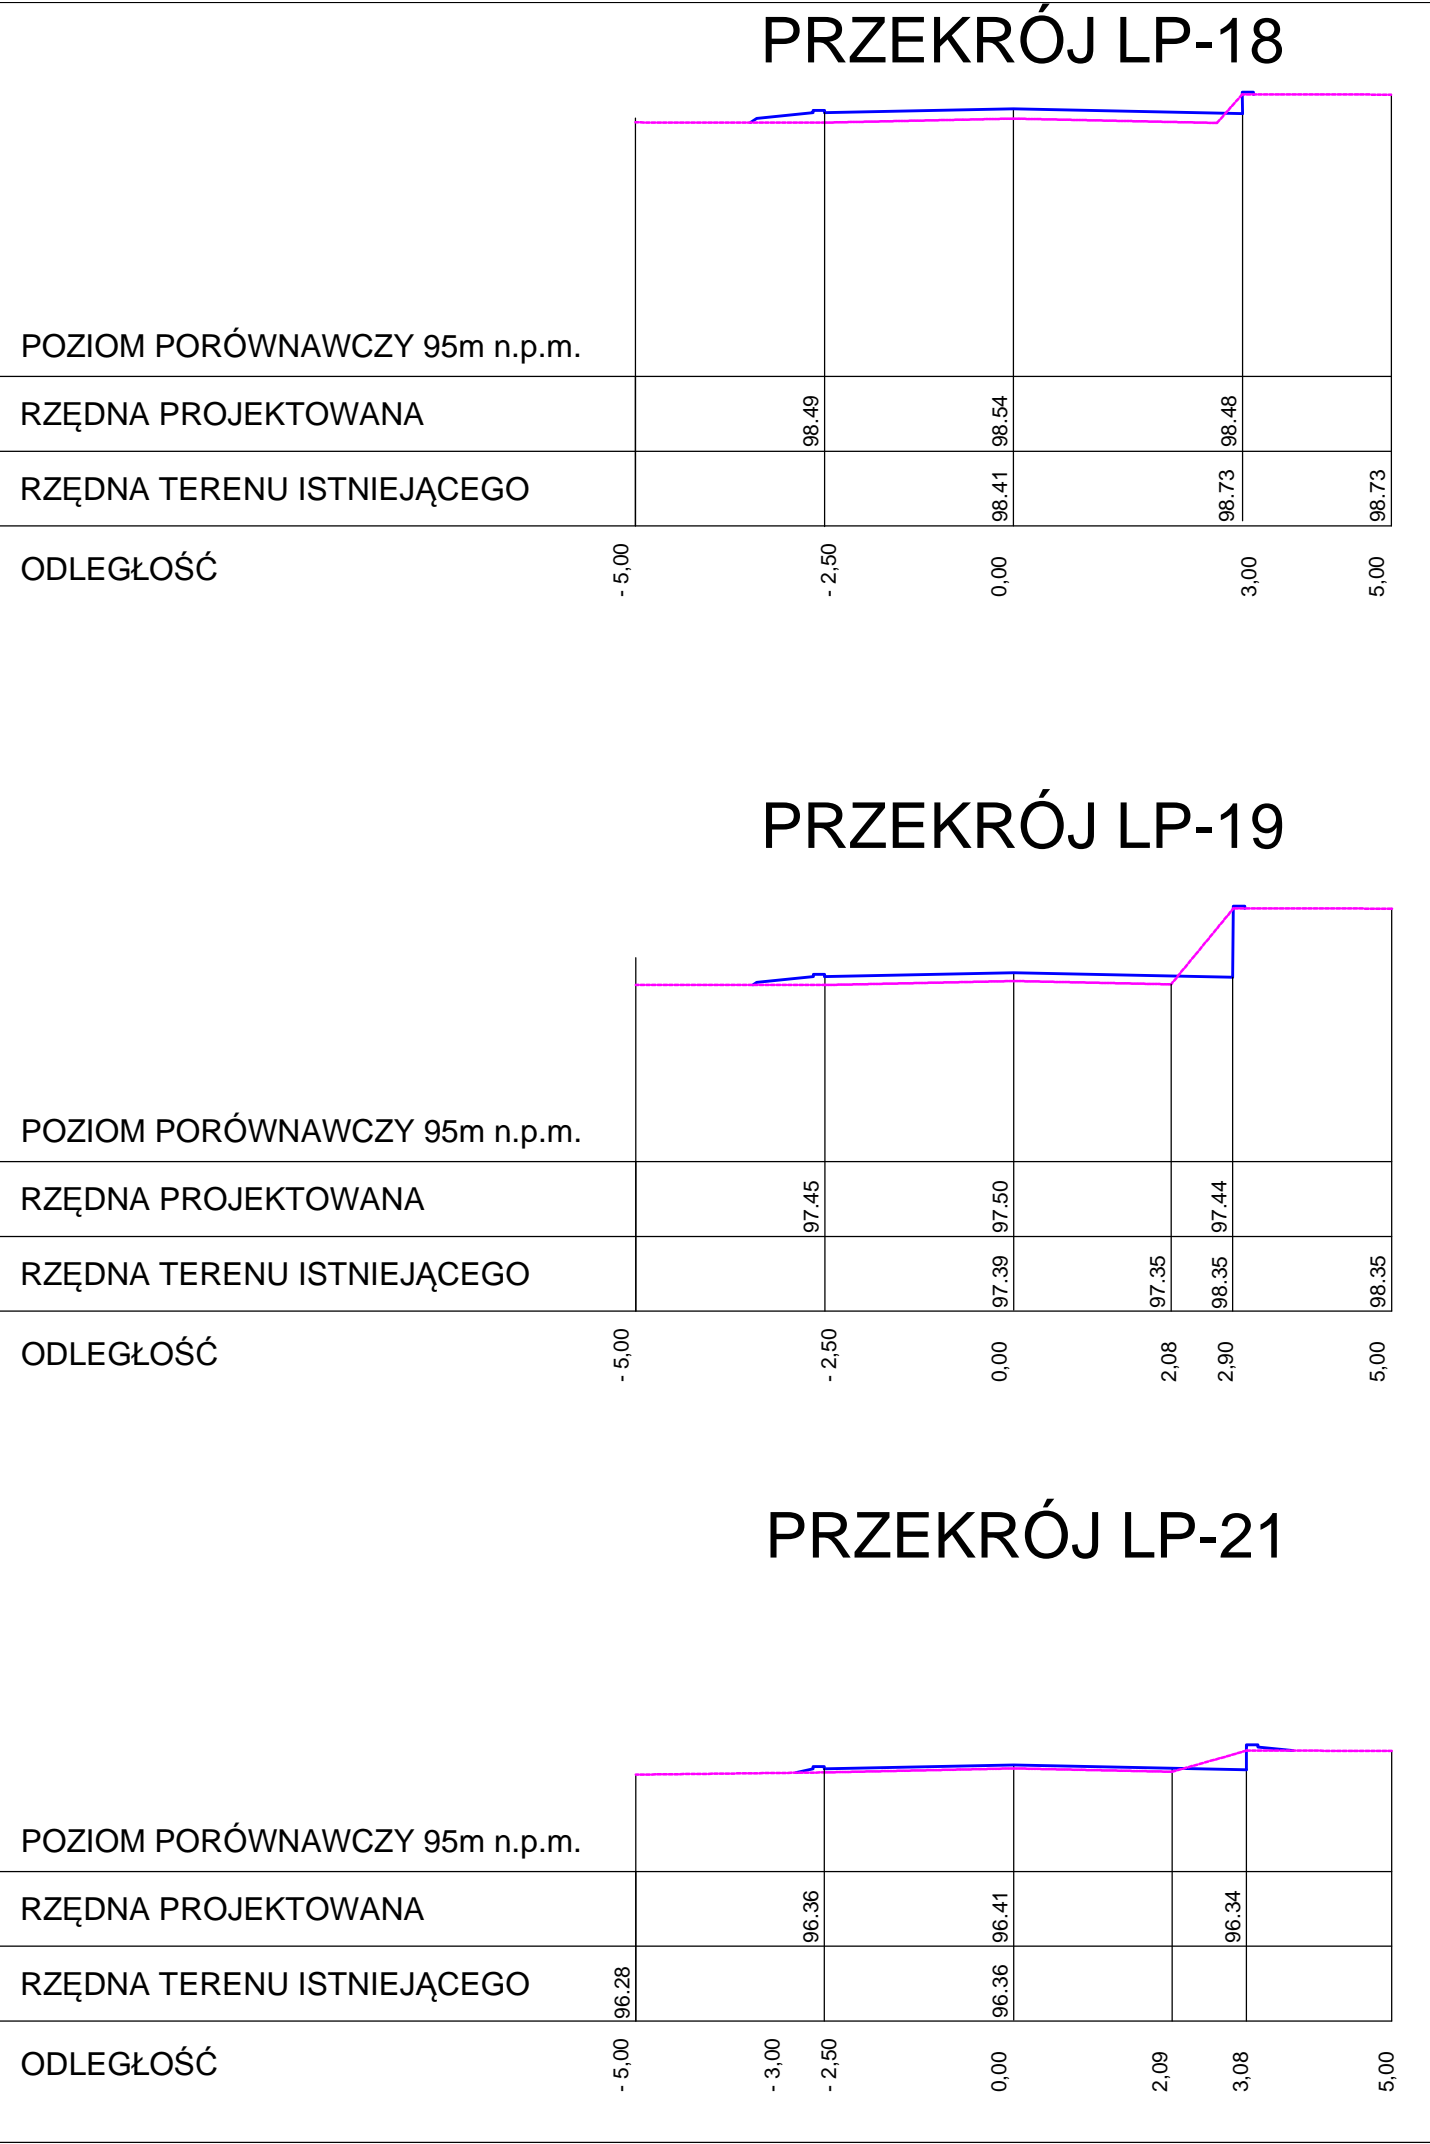 PRZEKRÓJ LP-18
POZIOM PORÓWNAWCZY 95m n.p.m.
RZĘDNA PROJEKTOWANA 98.49 98.54 98.48
RZĘDNA TERENU ISTNIEJĄCEGO 98.41 98.73 98.73
ODLEGŁOŚĆ - 5,00 - 2,50 0,00 3,00 5,00
PRZEKRÓJ LP-19
POZIOM PORÓWNAWCZY 95m n.p.m.
RZĘDNA PROJEKTOWANA 97.45 97.50 97.44
RZĘDNA TERENU ISTNIEJĄCEGO 97.39 97.35 98.35 98.35
ODLEGŁOŚĆ - 5,00 - 2,50 0,00 2,08 2,90 5,00
PRZEKRÓJ LP-21
POZIOM PORÓWNAWCZY 95m n.p.m.
RZĘDNA PROJEKTOWANA 96.36 96.41 96.34
RZĘDNA TERENU ISTNIEJĄCEGO 96.28 96.36
ODLEGŁOŚĆ - 5,00 - 3,00 - 2,50 0,00 2,09 3,08 5,00